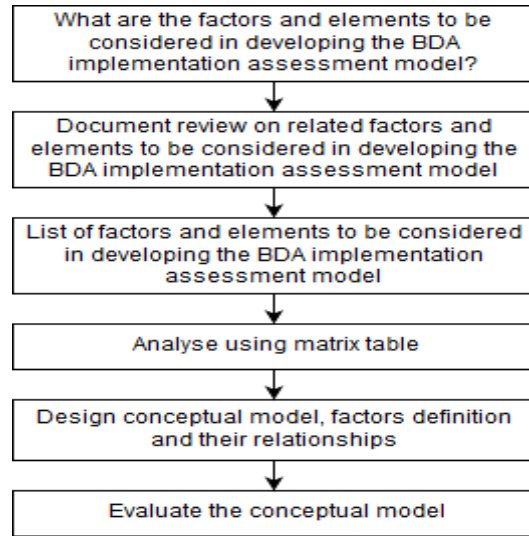 What are the factors and elements to be
considered in developing the BDA
implementation assessment model?
Document review on related factors and
elements to be considered in developing the
BDA implementation assessment model
List of factors and elements to be considered
in developing the BDA implementation
assessment model
Analyse using matrix table
Design conceptual model, factors definition
and their relationships
Evaluate the conceptual model